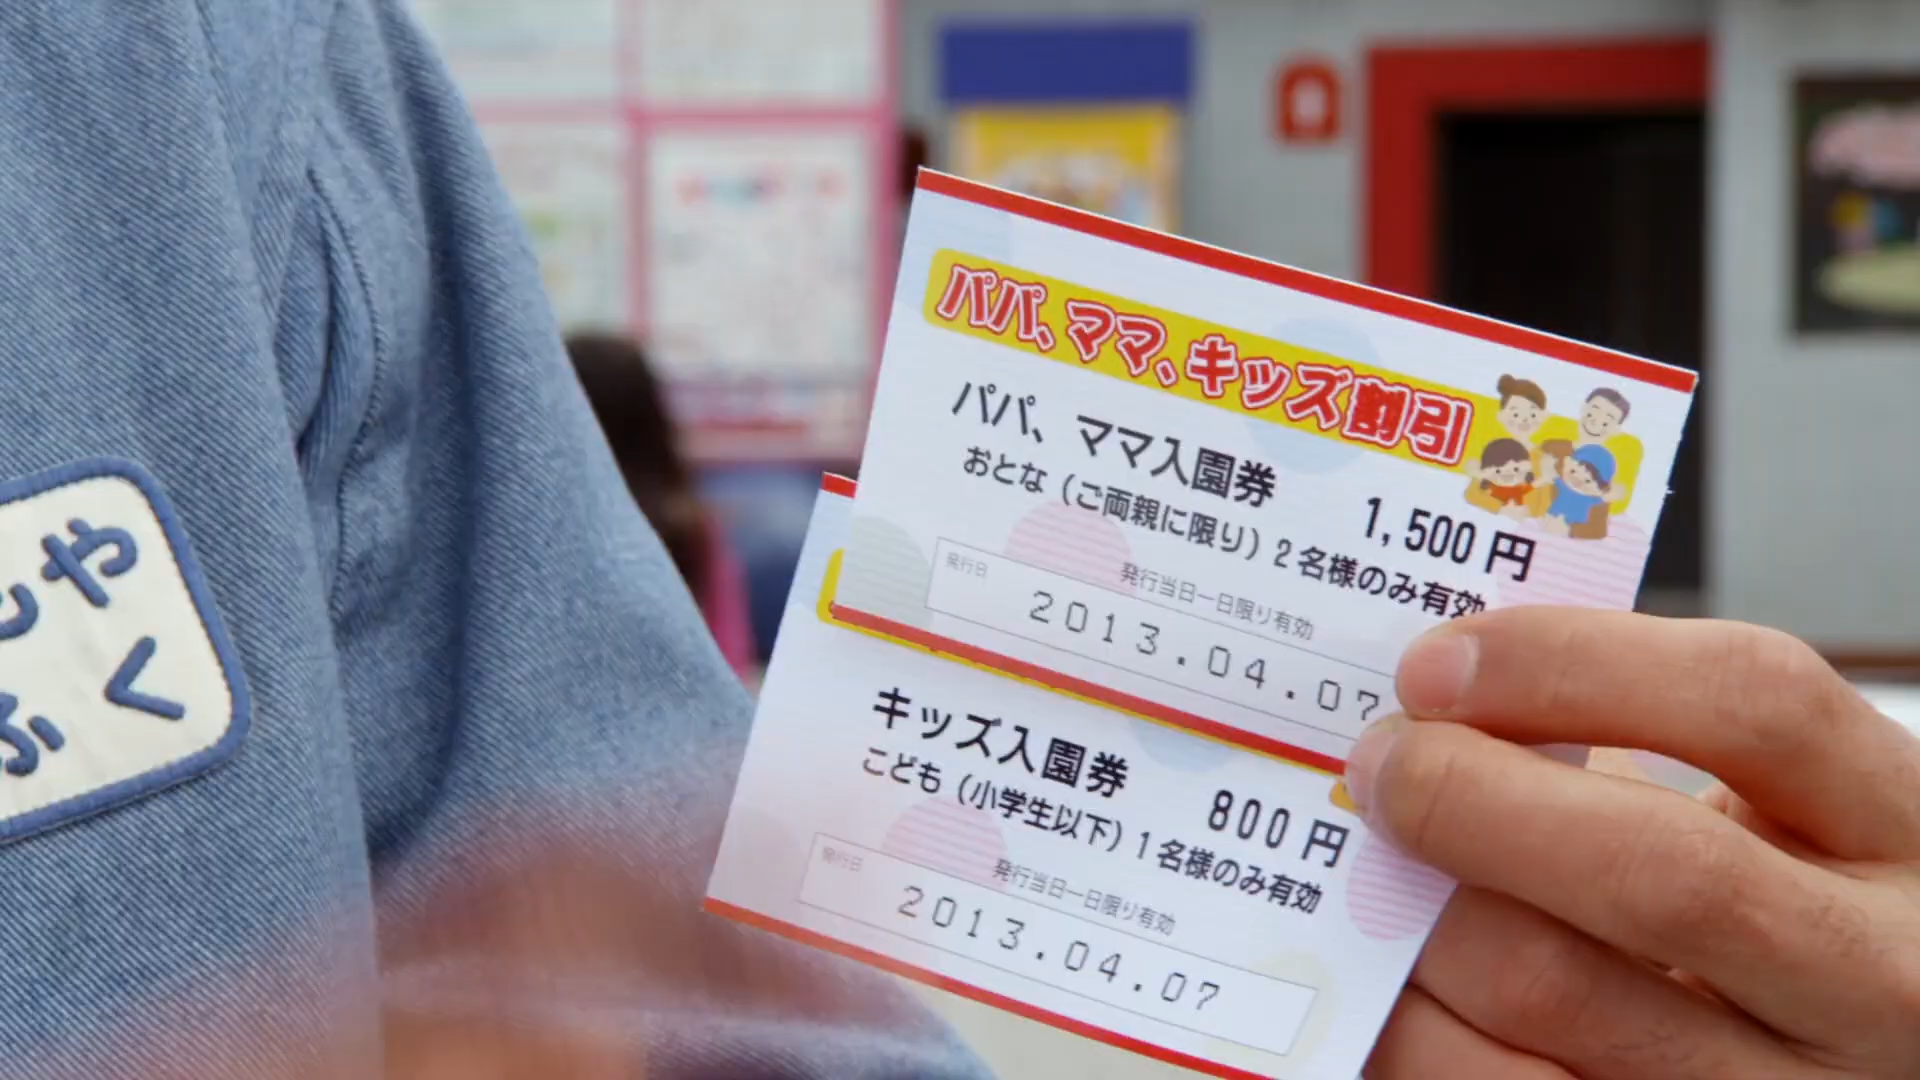 パパ、ママ、キッズ割引
パパ、ママ入園券 1,500円
おとな（ご両親に限り）2名様のみ有効
発行日 発行当日一日限り有効
2013.04.07
キッズ入園券 800円
こども（小学生以下）1名様のみ有効
発行日 発行当日一日限り有効
2013.04.07
や
ふく